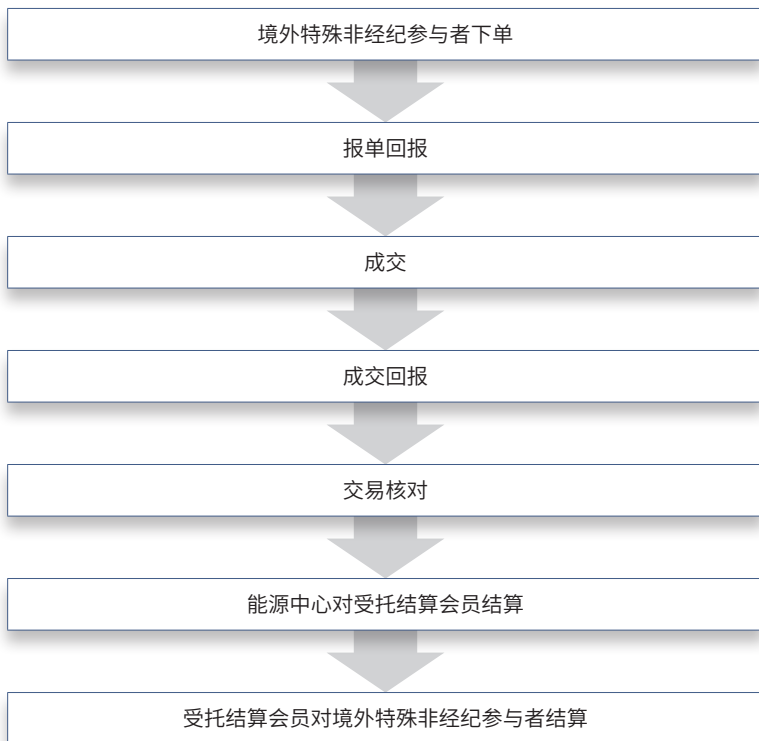 境外特殊非经纪参与者下单
报单回报
成交
成交回报
交易核对
能源中心对受托结算会员结算
受托结算会员对境外特殊非经纪参与者结算